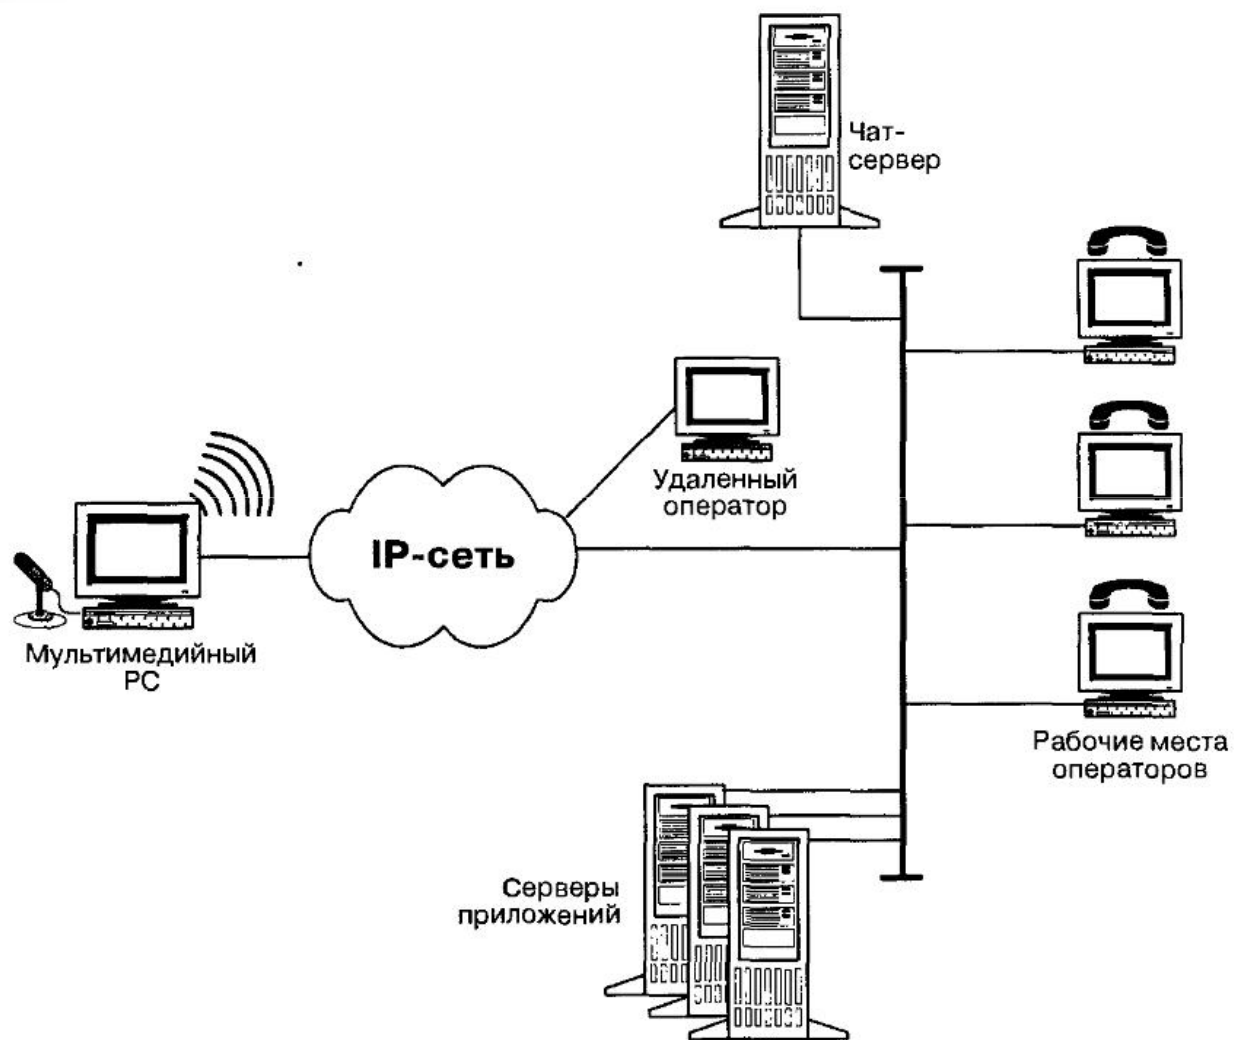 Чат-
сервер
Удаленный
оператор
IP-сеть
Мультимедийный
PC
Рабочие места
операторов
Серверы
приложений